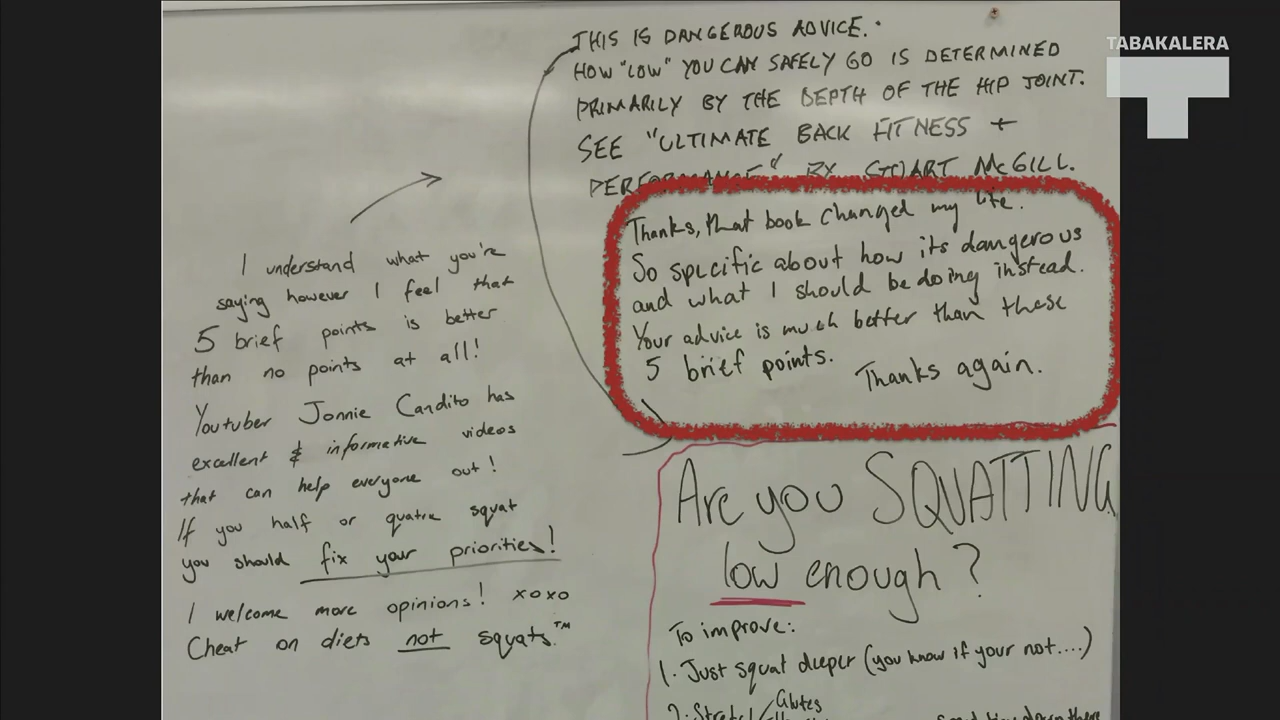 THIS IS DANGEROUS ADVICE.
HOW "LOW" YOU CAN SAFELY GO IS DETERMINED
PRIMARILY BY THE DEPTH OF THE HIP JOINT.
SEE "ULTIMATE BACK FITNESS +
PERFORMANCE" BY STUART McGILL.
Thanks, that book changed my life.
So specific about how its dangerous
and what I should be doing instead.
Your advice is much better than these
5 brief points.
Thanks again.
I understand what you're
saying however I feel that
5 brief points is better
than no points at all!
Youtuber Jonnie Candito has
excellent & informative videos
that can help everyone out!
If you half or quatre squat
you should fix your priorities!
I welcome more opinions! xoxo
Cheat on diets not squats.™
Are you SQUATTING
low enough?
To improve:
1. Just squat deeper (you know if your not....)
2. Stretch Glutes
TABAKALERA